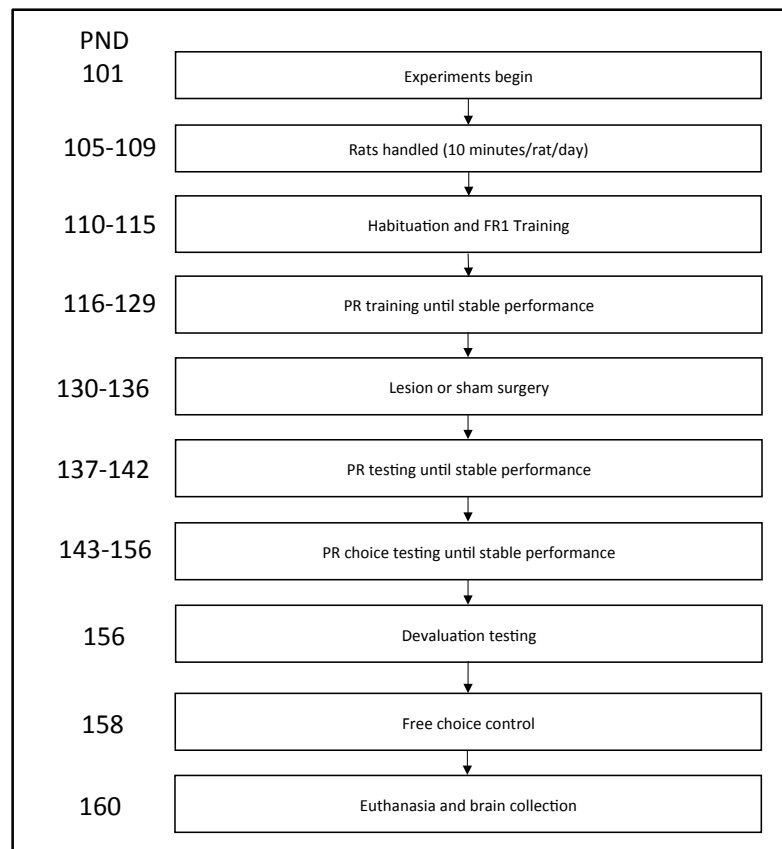 PND
101 Experiments begin
105-109 Rats handled (10 minutes/rat/day)
110-115 Habituation and FR1 Training
116-129 PR training until stable performance
130-136 Lesion or sham surgery
137-142 PR testing until stable performance
143-156 PR choice testing until stable performance
156 Devaluation testing
158 Free choice control
160 Euthanasia and brain collection